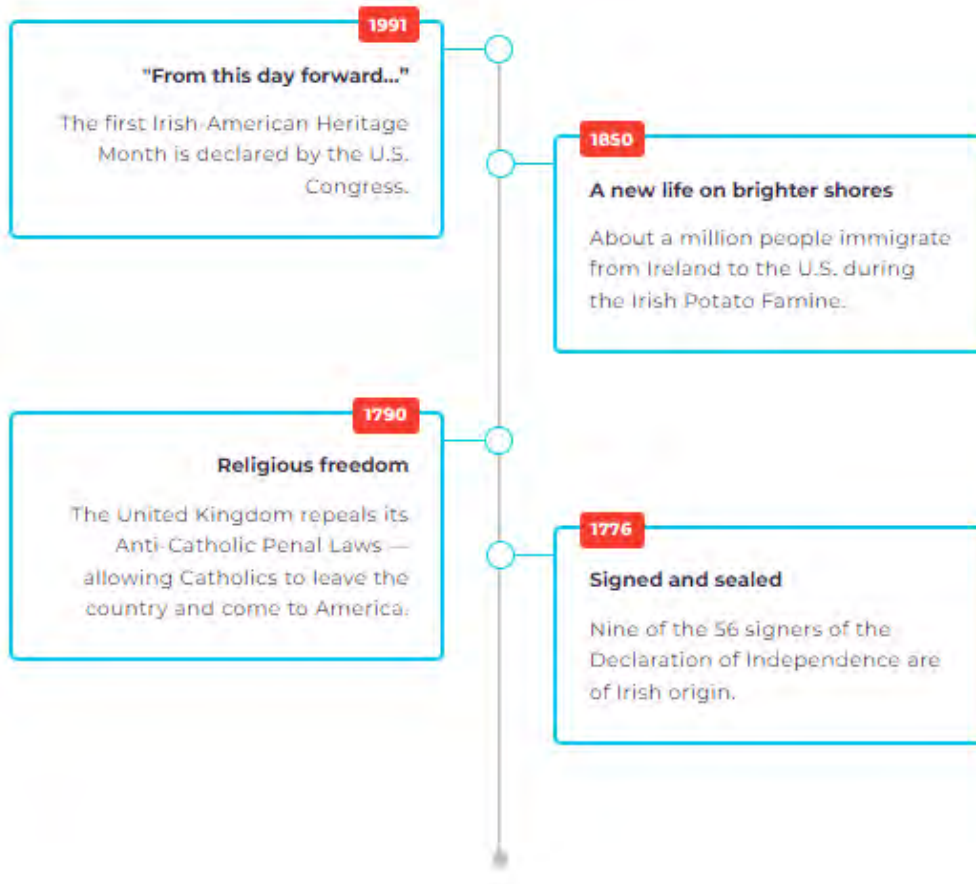 1991
"From this day forward..."
The first Irish-American Heritage
Month is declared by the U.S.
Congress.
1850
A new life on brighter shores
About a million people immigrate
from Ireland to the U.S. during
the Irish Potato Famine.
1790
Religious freedom
The United Kingdom repeals its
Anti-Catholic Penal Laws —
allowing Catholics to leave the
country and come to America.
1776
Signed and sealed
Nine of the 56 signers of the
Declaration of Independence are
of Irish origin.